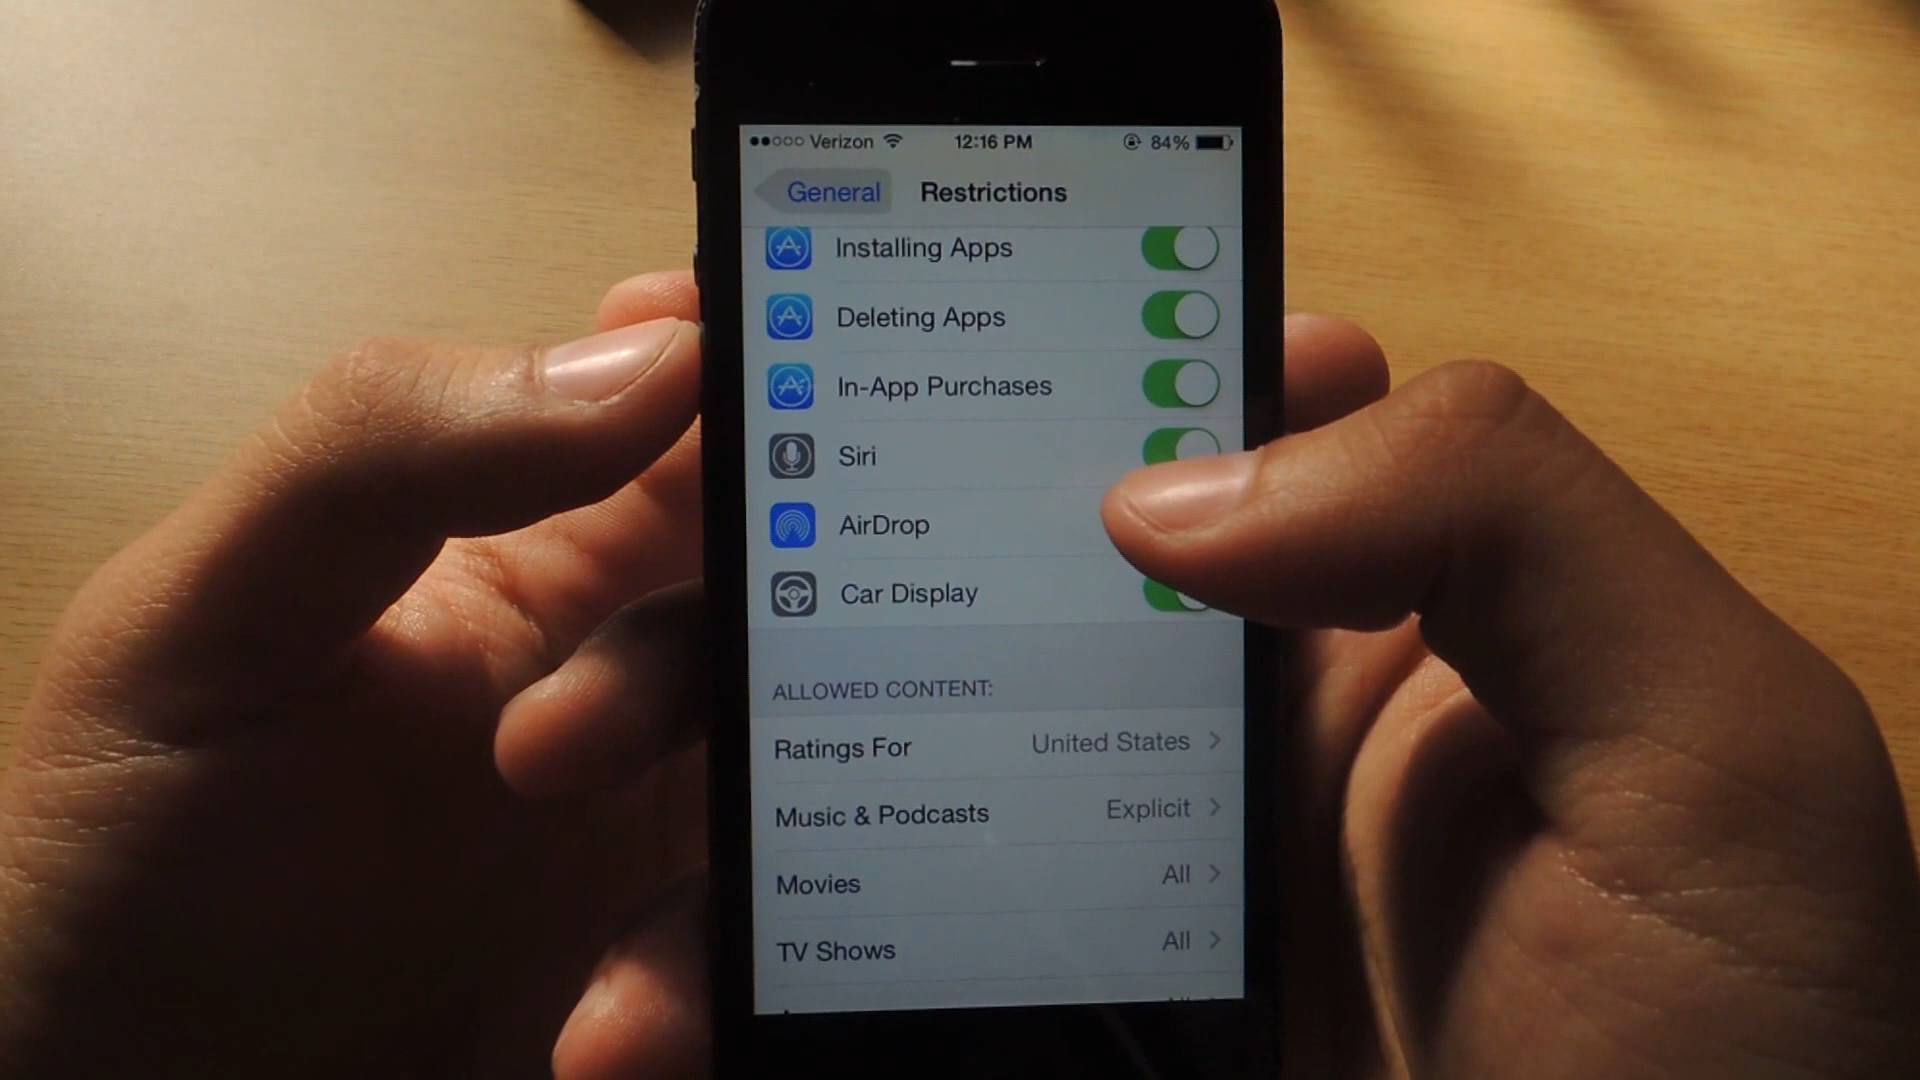 Verizon 12:16 PM 84%
General Restrictions
Installing Apps
Deleting Apps
In-App Purchases
Siri
AirDrop
Car Display
ALLOWED CONTENT:
Ratings For United States
Music & Podcasts Explicit
Movies All
TV Shows All